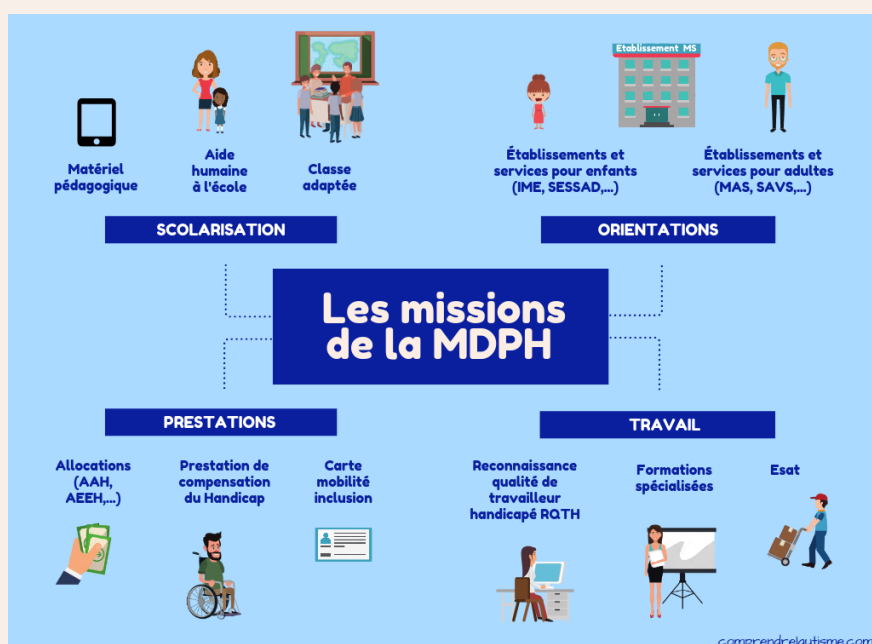 Etablissement MS
Matériel
pédagogique
Aide
humaine
à l'école
Classe
adaptée
Établissements et
services pour enfants
(IME, SESSAD,...)
Établissements et
services pour adultes
(MAS, SAVS,...)
SCOLARISATION
ORIENTATIONS
Les missions
de la MDPH
PRESTATIONS
TRAVAIL
Allocations
(AAH,
AEEH,...)
Prestation de
compensation
du Handicap
Carte
mobilité
inclusion
Reconnaissance
qualité de
travailleur
handicapé RQTH
Formations
spécialisées
Esat
comprendrelautisme.com